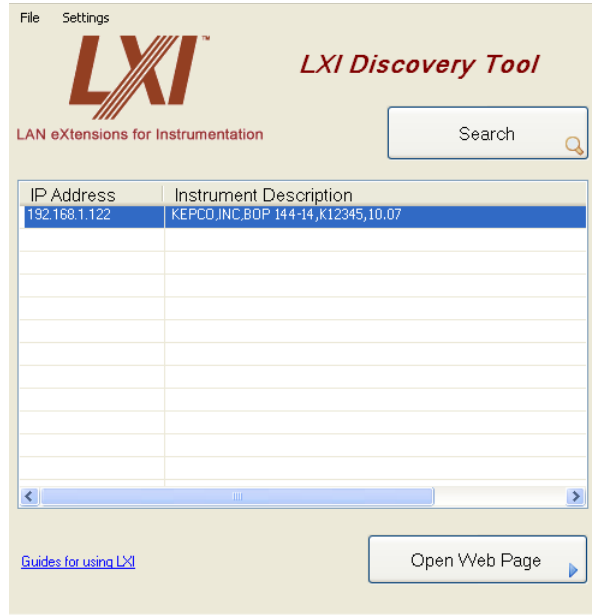 File Settings
LXI™
LXI Discovery Tool
LAN eXtensions for Instrumentation
Search
IP Address Instrument Description
192.168.1.122 KEPCO,INC,BOP 144-14,K12345,10.07
Guides for using LXI
Open Web Page